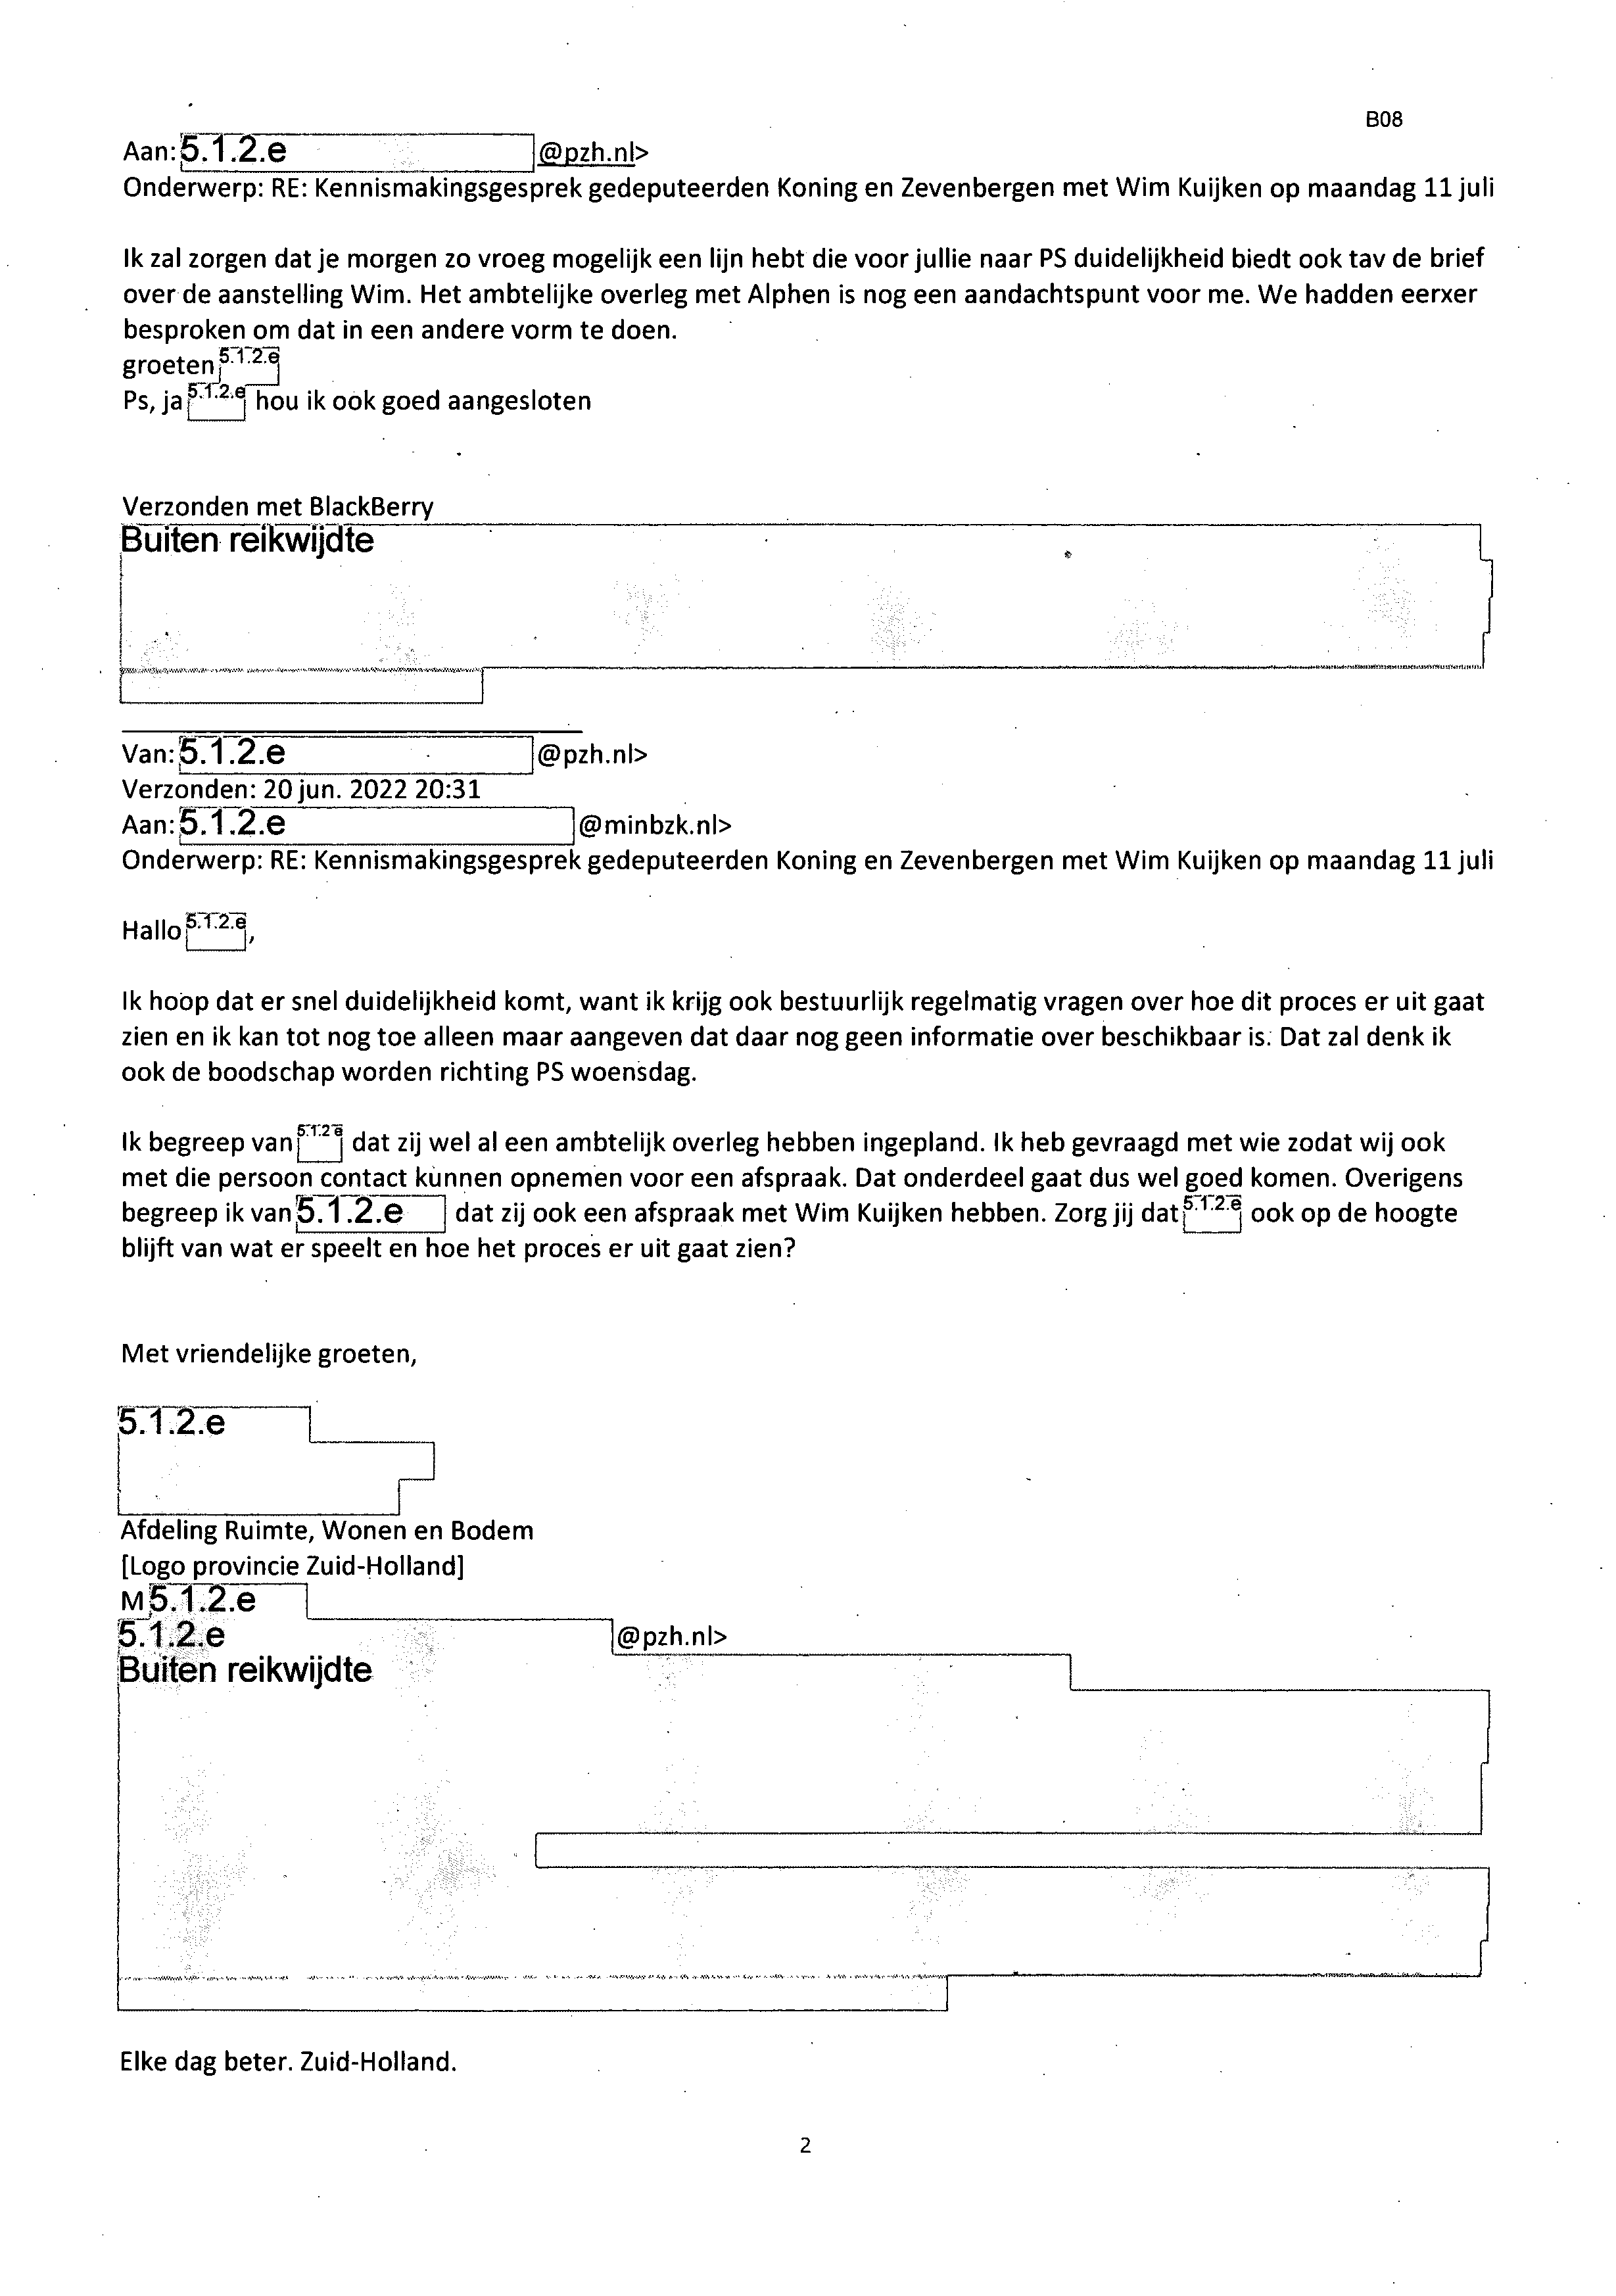 B08
Aan: 5.1.2.e @pzh.nl>
Onderwerp: RE: Kennismakingsgesprek gedeputeerden Koning en Zevenbergen met Wim Kuijken op maandag 11 juli
Ik zal zorgen dat je morgen zo vroeg mogelijk een lijn hebt die voor jullie naar PS duidelijkheid biedt ook tav de brief
over de aanstelling Wim. Het ambtelijke overleg met Alphen is nog een aandachtspunt voor me. We hadden eerxer
besproken om dat in een andere vorm te doen.
groeten 5.1.2.e
Ps, ja 5.1.2.e hou ik ook goed aangesloten
Verzonden met BlackBerry
Buiten reikwijdte
Van: 5.1.2.e @pzh.nl>
Verzonden: 20 jun. 2022 20:31
Aan: 5.1.2.e @minbzk.nl>
Onderwerp: RE: Kennismakingsgesprek gedeputeerden Koning en Zevenbergen met Wim Kuijken op maandag 11 juli
Hallo 5.1.2.e,
Ik hoop dat er snel duidelijkheid komt, want ik krijg ook bestuurlijk regelmatig vragen over hoe dit proces er uit gaat
zien en ik kan tot nog toe alleen maar aangeven dat daar nog geen informatie over beschikbaar is. Dat zal denk ik
ook de boodschap worden richting PS woensdag.
Ik begreep van 5.1.2 e dat zij wel al een ambtelijk overleg hebben ingepland. Ik heb gevraagd met wie zodat wij ook
met die persoon contact kunnen opnemen voor een afspraak. Dat onderdeel gaat dus wel goed komen. Overigens
begreep ik van 5.1.2.e dat zij ook een afspraak met Wim Kuijken hebben. Zorg jij dat 5.1.2.e ook op de hoogte
blijft van wat er speelt en hoe het proces er uit gaat zien?
Met vriendelijke groeten,
5.1.2.e
Afdeling Ruimte, Wonen en Bodem
[Logo provincie Zuid-Holland]
M 5.1.2.e
5.1.2.e @pzh.nl>
Buiten reikwijdte
Elke dag beter. Zuid-Holland.
2